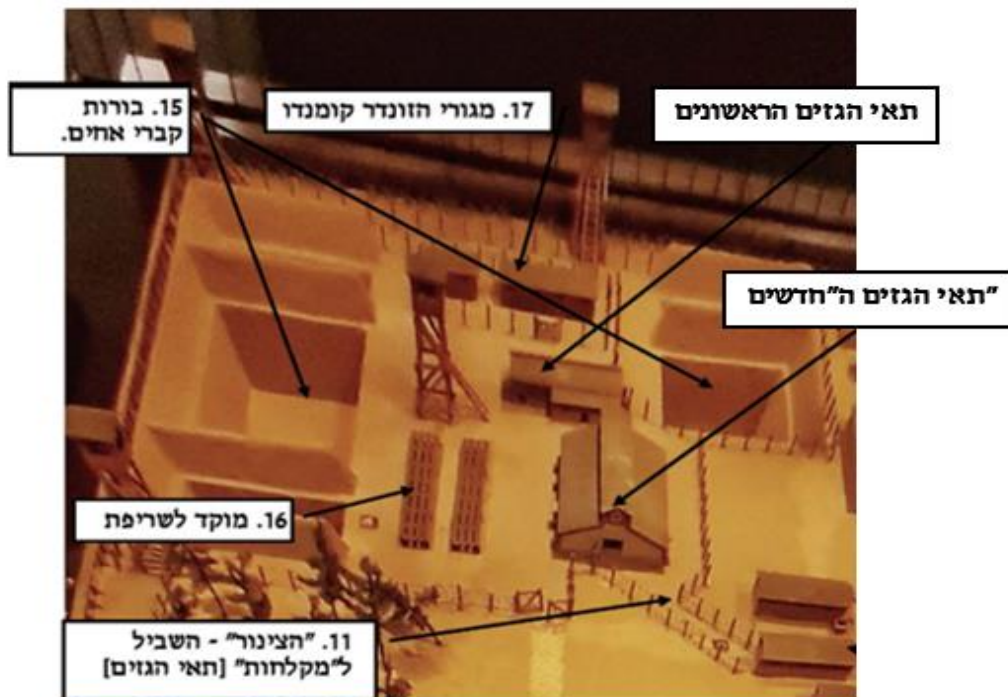 15. בורות
קברי אחים.
17. מגורי הזונדר קומנדו
תאי הגזים הראשונים
"תאי הגזים ה"חדשים
16. מוקד לשריפת
11. "הצינור" - השביל
ל"מקלחות" [תאי הגזים]